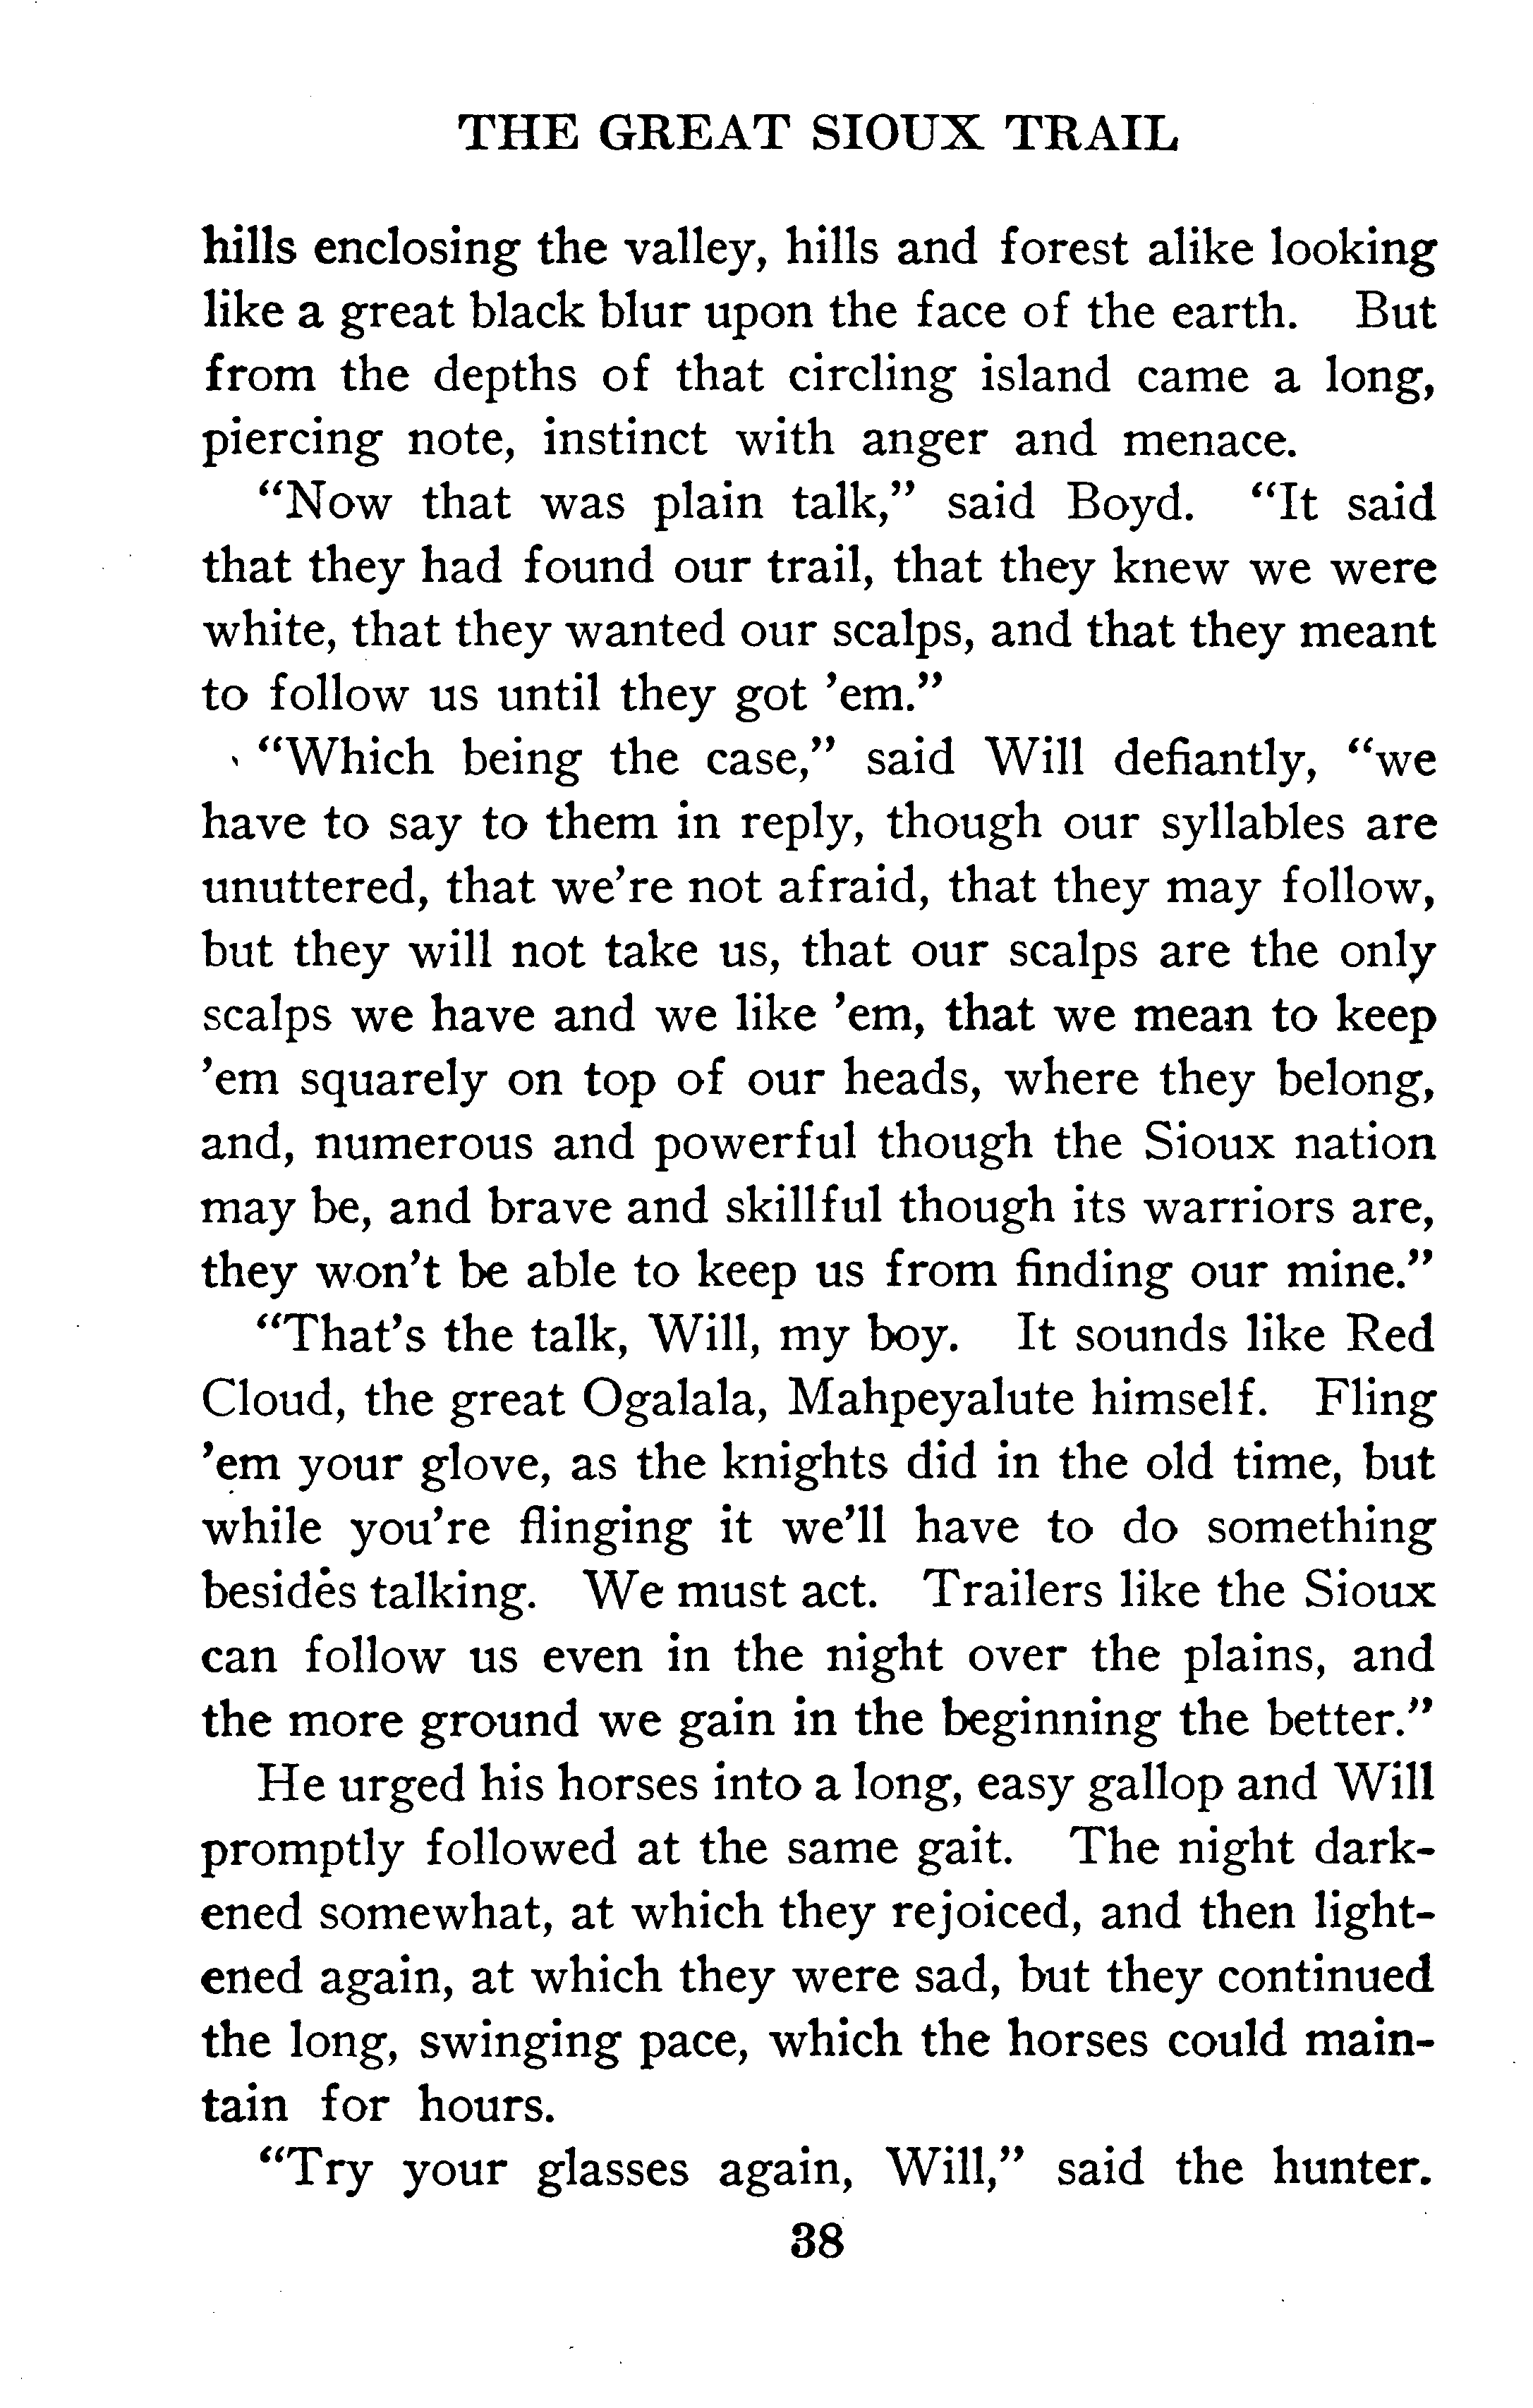 THE GREAT SIOUX TRAIL
hills enclosing the valley, hills and forest alike looking
like a great black blur upon the face of the earth. But
from the depths of that circling island came a long,
piercing note, instinct with anger and menace.
“Now that was plain talk,” said Boyd. “It said
that they had found our trail, that they knew we were
white, that they wanted our scalps, and that they meant
to follow us until they got ’em.”
“Which being the case,” said Will defiantly, “we
have to say to them in reply, though our syllables are
unuttered, that we’re not afraid, that they may follow,
but they will not take us, that our scalps are the only
scalps we have and we like ’em, that we mean to keep
’em squarely on top of our heads, where they belong,
and, numerous and powerful though the Sioux nation
may be, and brave and skillful though its warriors are,
they won’t be able to keep us from finding our mine.”
“That’s the talk, Will, my boy. It sounds like Red
Cloud, the great Ogalala, Mahpeyalute himself. Fling
’em your glove, as the knights did in the old time, but
while you’re flinging it we’ll have to do something
besides talking. We must act. Trailers like the Sioux
can follow us even in the night over the plains, and
the more ground we gain in the beginning the better.”
He urged his horses into a long, easy gallop and Will
promptly followed at the same gait. The night dark-
ened somewhat, at which they rejoiced, and then light-
ened again, at which they were sad, but they continued
the long, swinging pace, which the horses could main-
tain for hours.
“Try your glasses again, Will,” said the hunter.
38